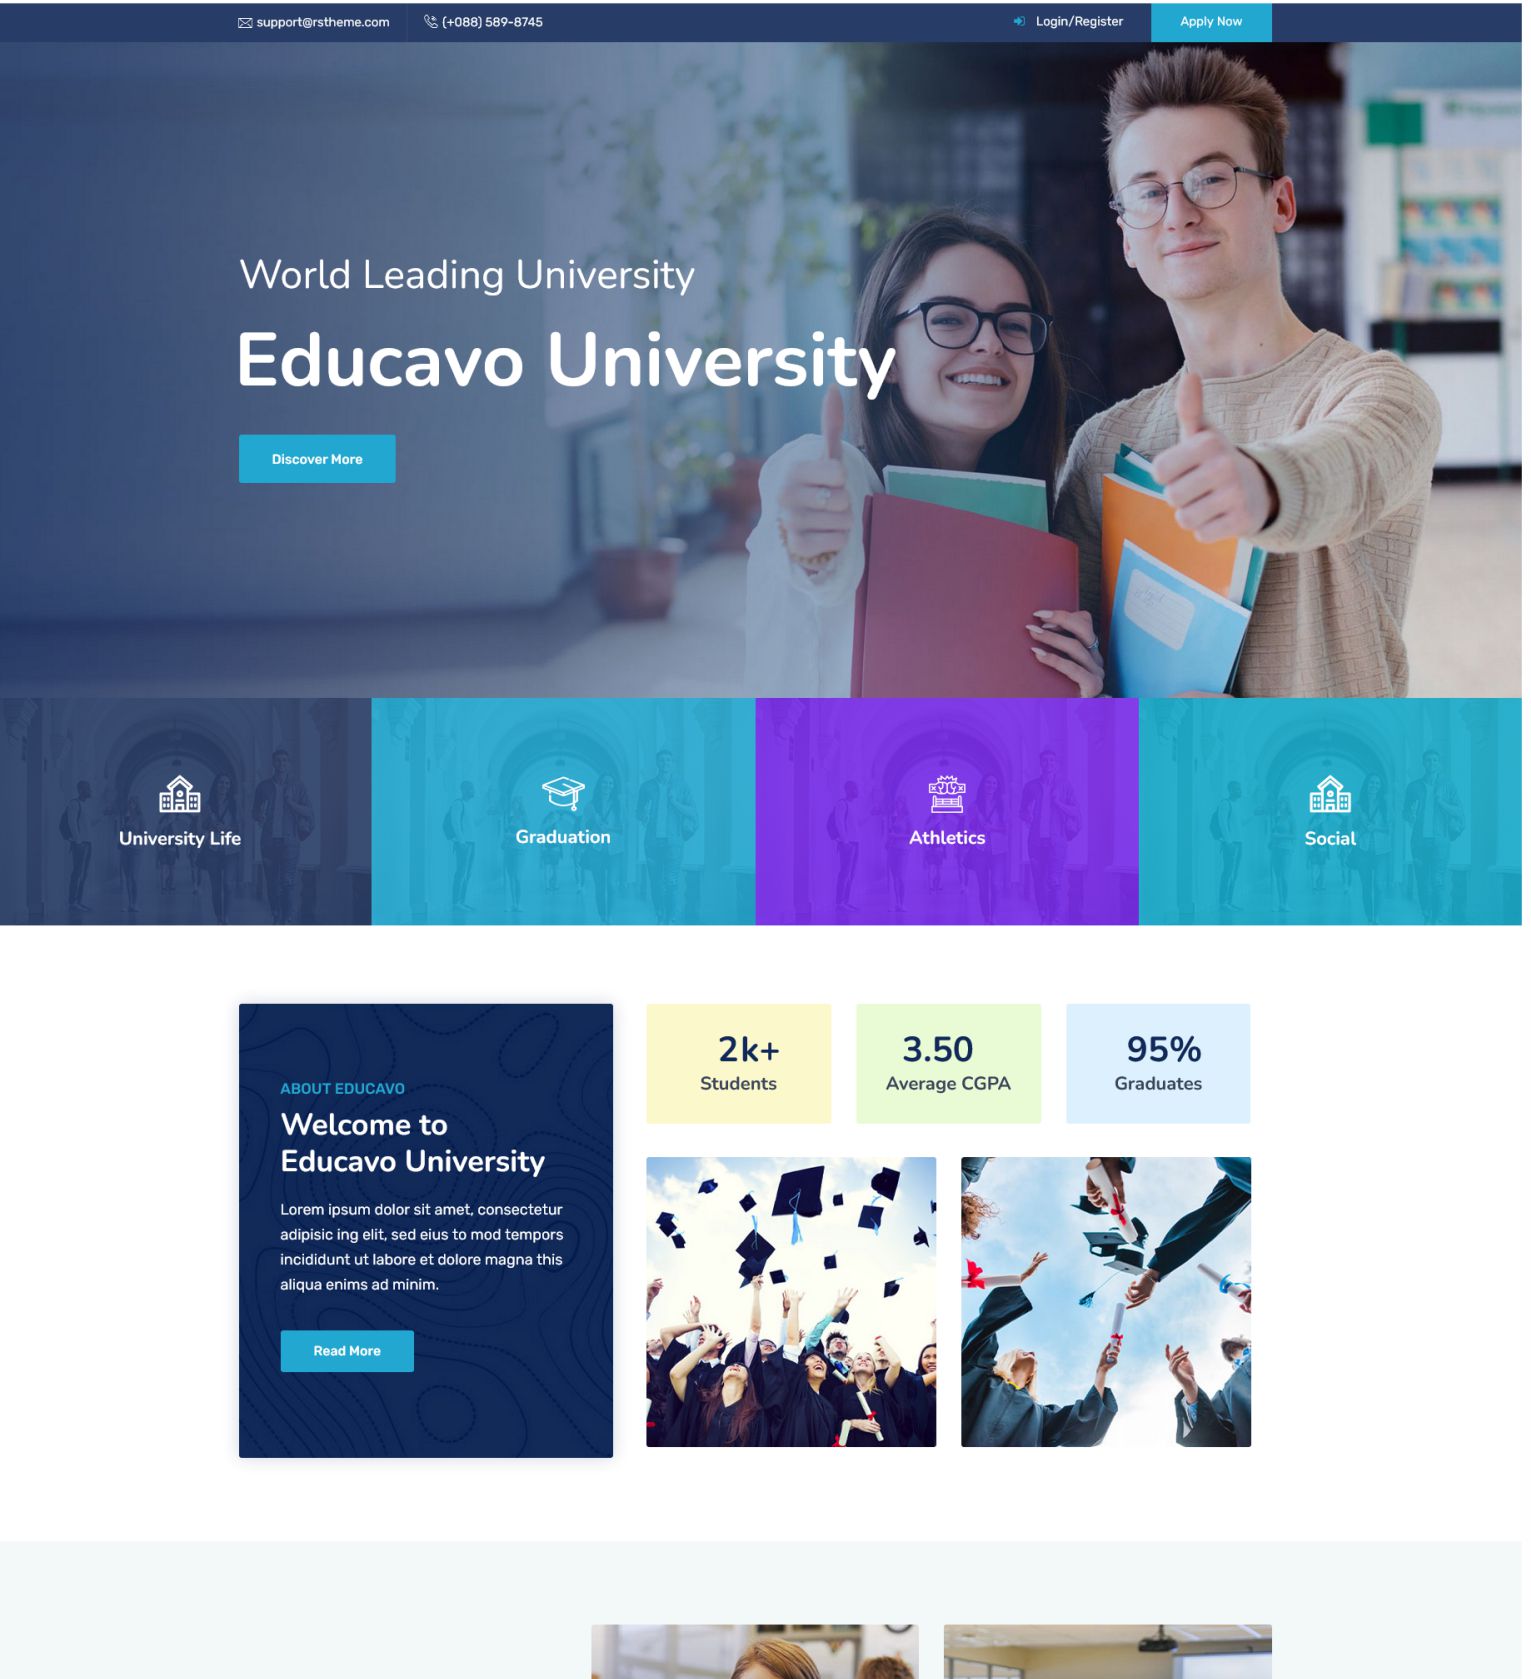 support@rstheme.com
(+088) 589-8745
Login/Register
Apply Now
World Leading University
Educavo University
Discover More
University Life
Graduation
Athletics
Social
ABOUT EDUCAVO
Welcome to
Educavo University
Lorem ipsum dolor sit amet, consectetur
adipisic ing elit, sed eius to mod tempors
incididunt ut labore et dolore magna this
aliqua enims ad minim.
Read More
2k+
Students
3.50
Average CGPA
95%
Graduates